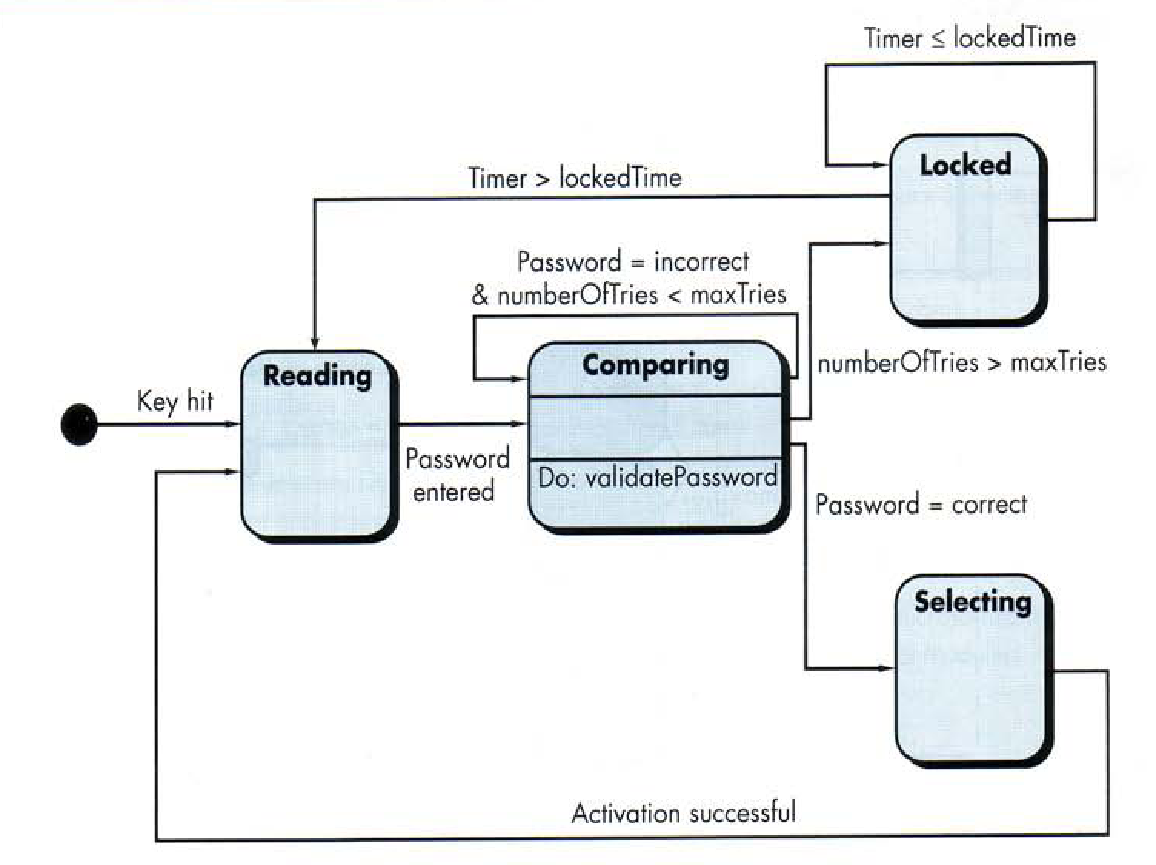 Timer ≤ lockedTime
Locked
Timer > lockedTime
Password = incorrect
& numberOfTries < maxTries
numberOfTries > maxTries
Comparing
Reading
Key hit
Password
entered
Do: validatePassword
Password = correct
Selecting
Activation successful